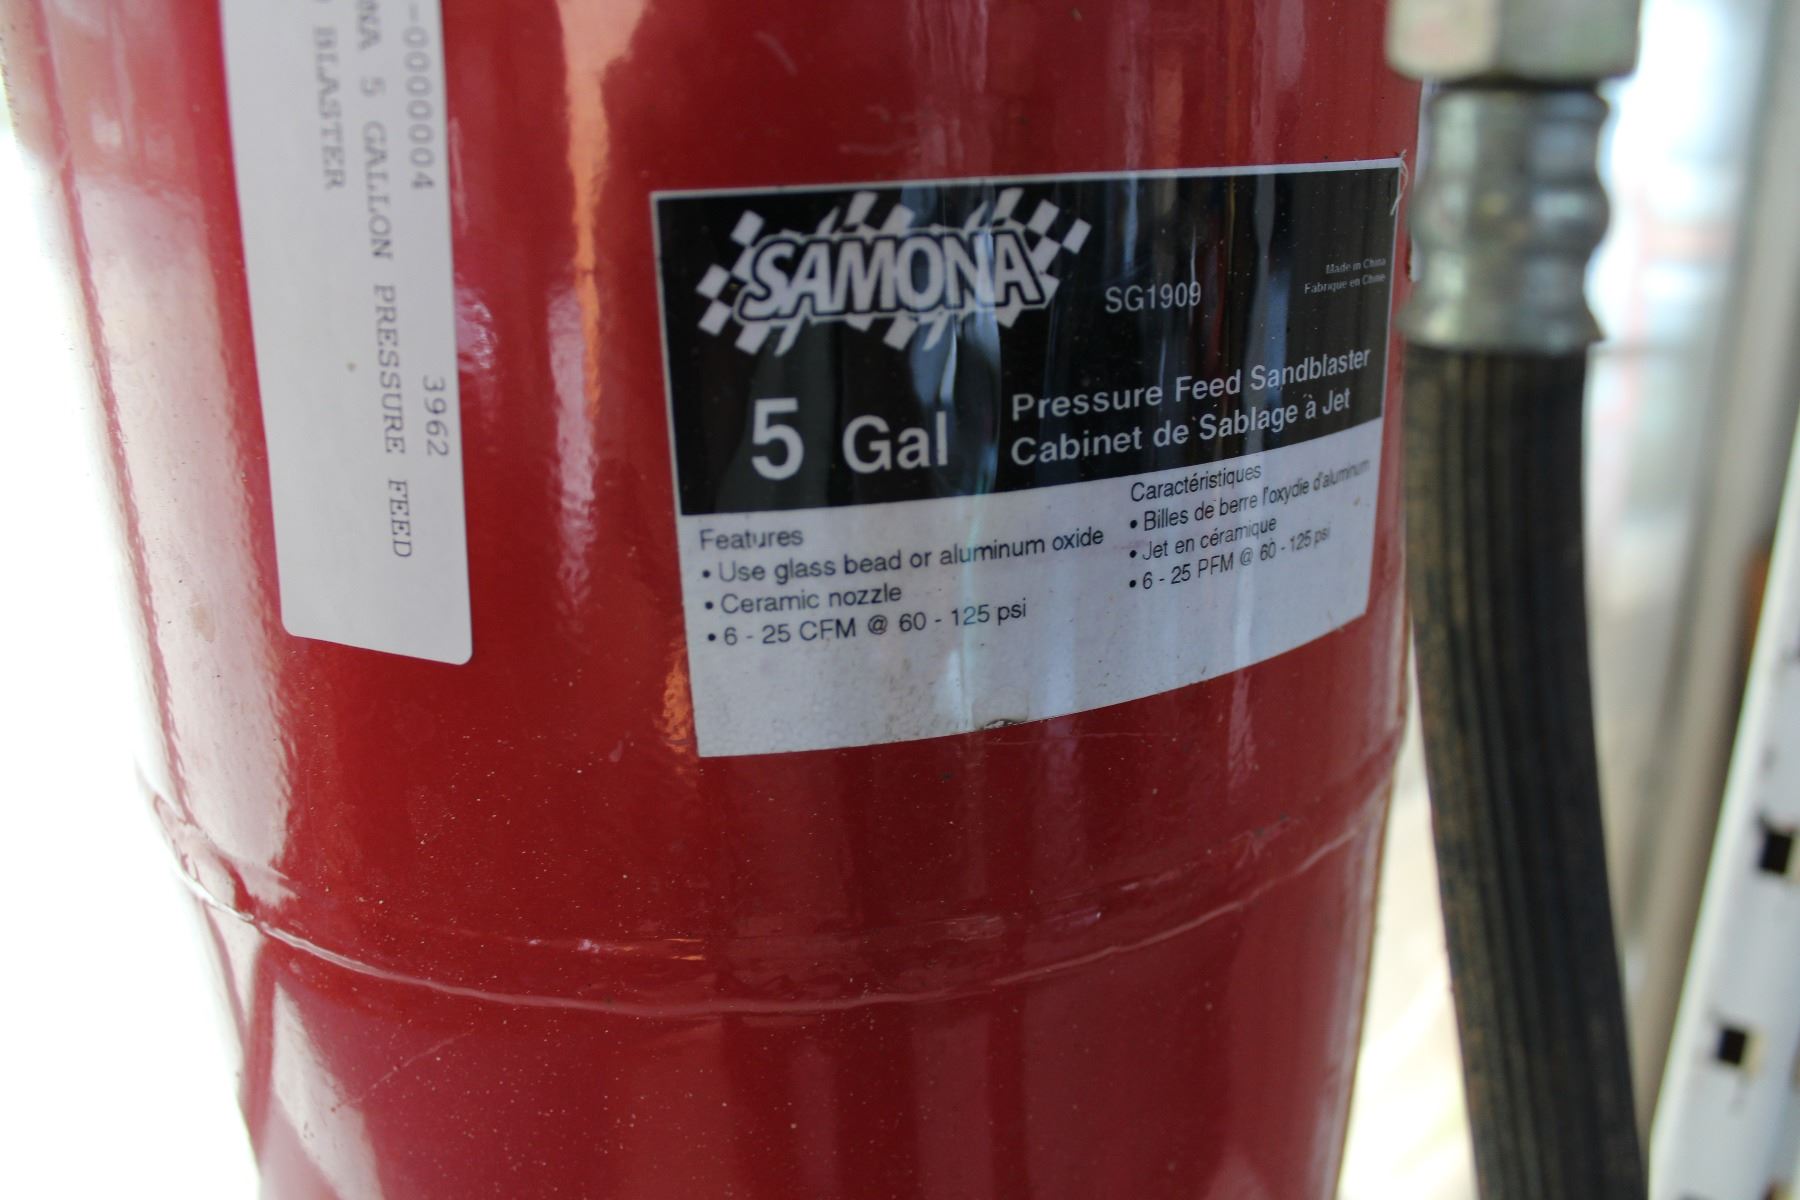 -0000004 3962
NA 5 GALLON PRESSURE FEED
BLASTER
SAMONA
SG1909
Made in China
Fabrique en Chine
5 Gal
Pressure Feed Sandblaster
Cabinet de Sablage à Jet
Features
• Use glass bead or aluminum oxide
• Ceramic nozzle
• 6 - 25 CFM @ 60 - 125 psi
Caractéristiques
• Billes de berre l'oxydie d'aluminum
• Jet en céramique
• 6 - 25 PFM @ 60 - 125 psi